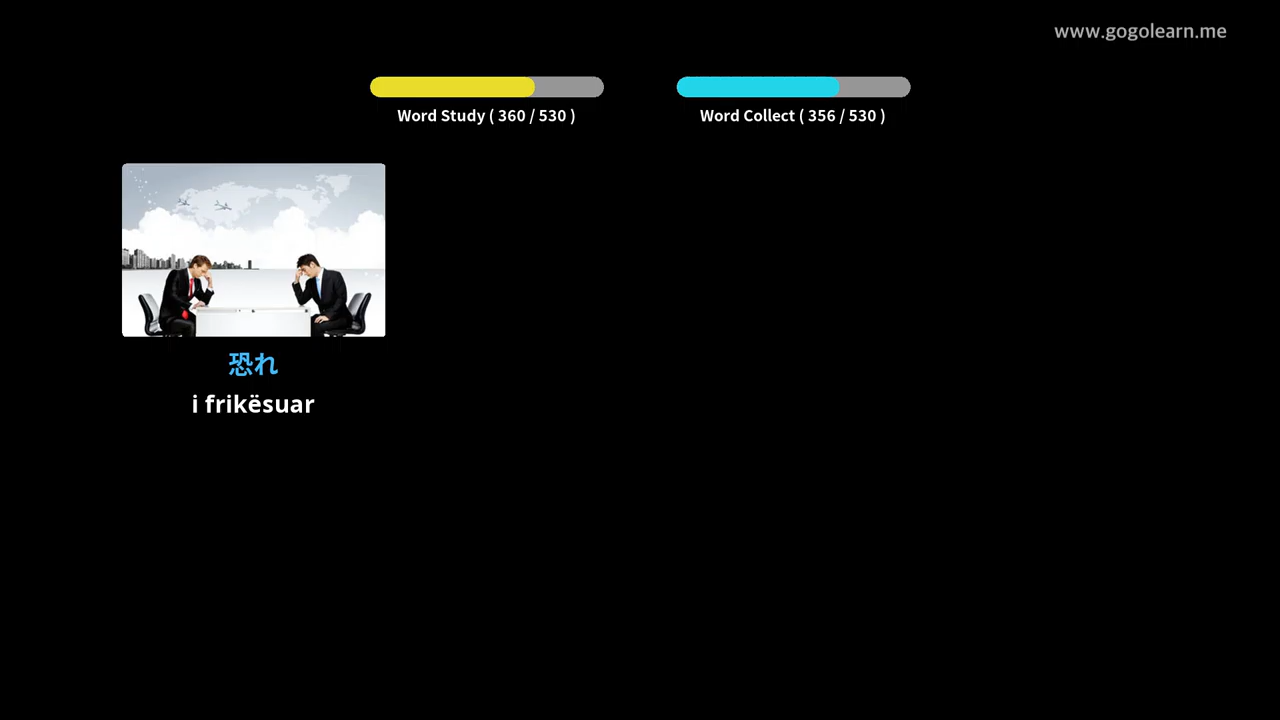 www.gogolearn.me
Word Study ( 360 / 530 )
Word Collect ( 356 / 530 )
恐れ
i frikësuar